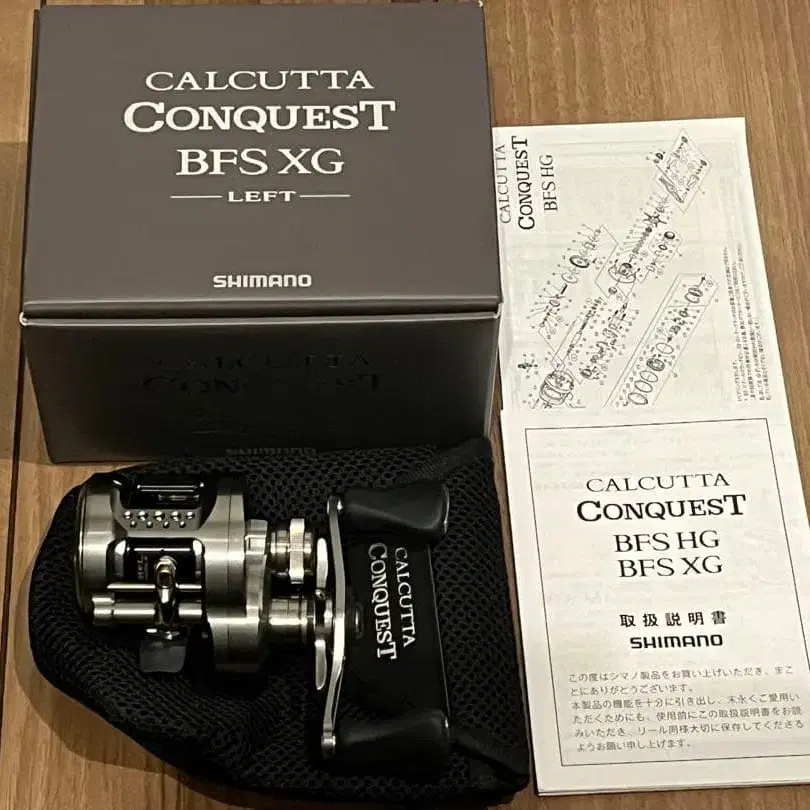 CALCUTTA
CONQUEST
BFS XG
LEFT
SHIMANO
CALCUTTA
CONQUEST
SHIMANO
CALCUTTA
CONQUEST
BFS HG
CALCUTTA
CONQUEST
CALCUTTA
CONQUEST
BFS HG
BFS XG
取扱説明書
SHIMANO
この度はシマノ製品をお買い上げいただき、まこ
とにありがとうございます。
本製品の機能を十分に引き出し、末永くご愛用い
ただくためにも、使用前にこの取扱説明書をお読
みいただき、リール同様大切に保存してくださる
ようお願い申し上げます。